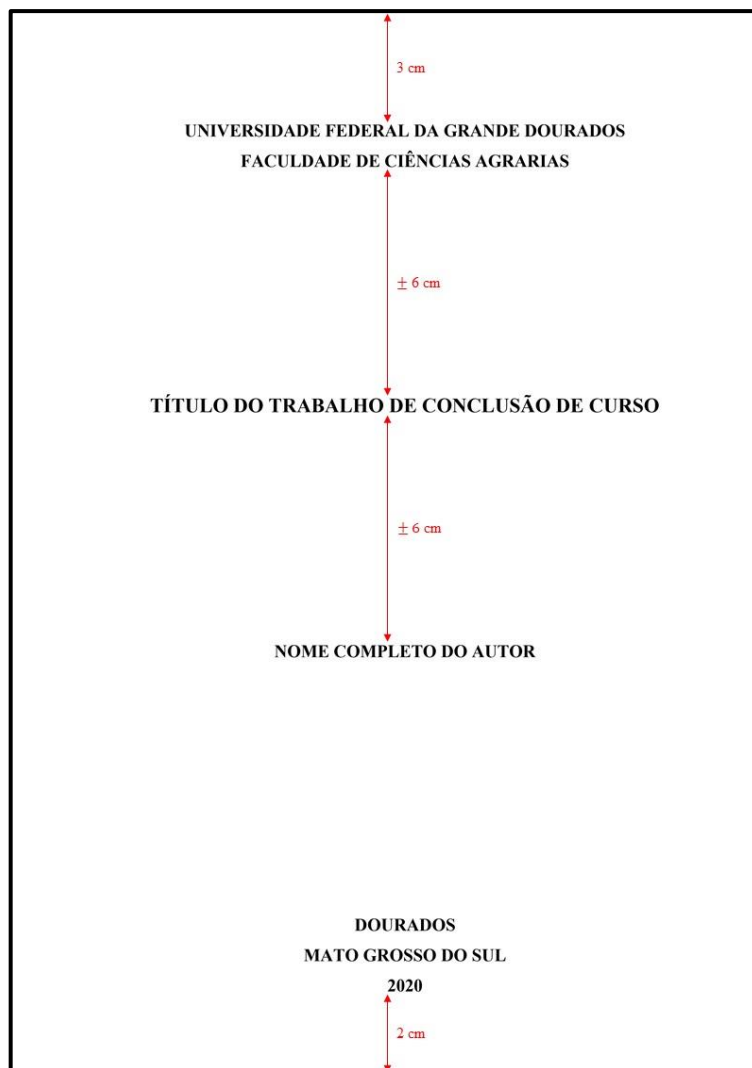 3 cm
UNIVERSIDADE FEDERAL DA GRANDE DOURADOS
FACULDADE DE CIÊNCIAS AGRARIAS
± 6 cm
TÍTULO DO TRABALHO DE CONCLUSÃO DE CURSO
± 6 cm
NOME COMPLETO DO AUTOR
DOURADOS
MATO GROSSO DO SUL
2020
2 cm